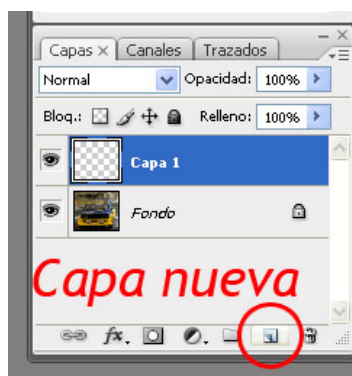 Capas × Canales Trazados
Normal Opacidad: 100%
Bloq.: Relleno: 100%
Capa 1
Fondo
Capa nueva
fx.